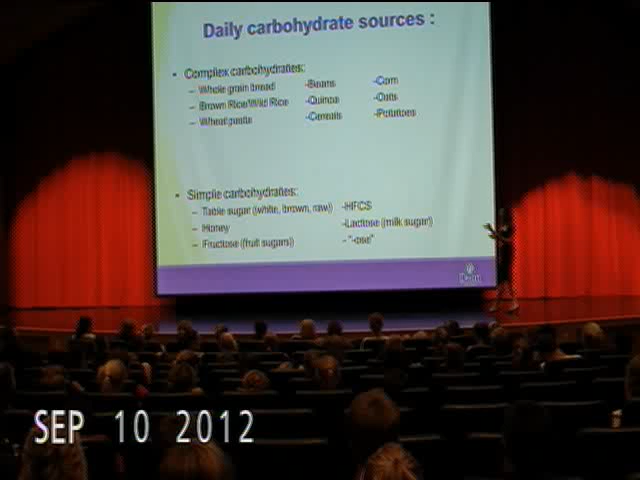 Daily carbohydrate sources :
• Complex carbohydrates:
– Whole grain bread -Beans -Corn
– Brown Rice/Wild Rice -Quinoa -Oats
– Wheat pasta -Cereals -Potatoes
• Simple carbohydrates:
– Table sugar (white, brown, raw) -HFCS
– Honey -Lactose (milk sugar)
– Fructose (fruit sugars) - "-ose"
SEP 10 2012